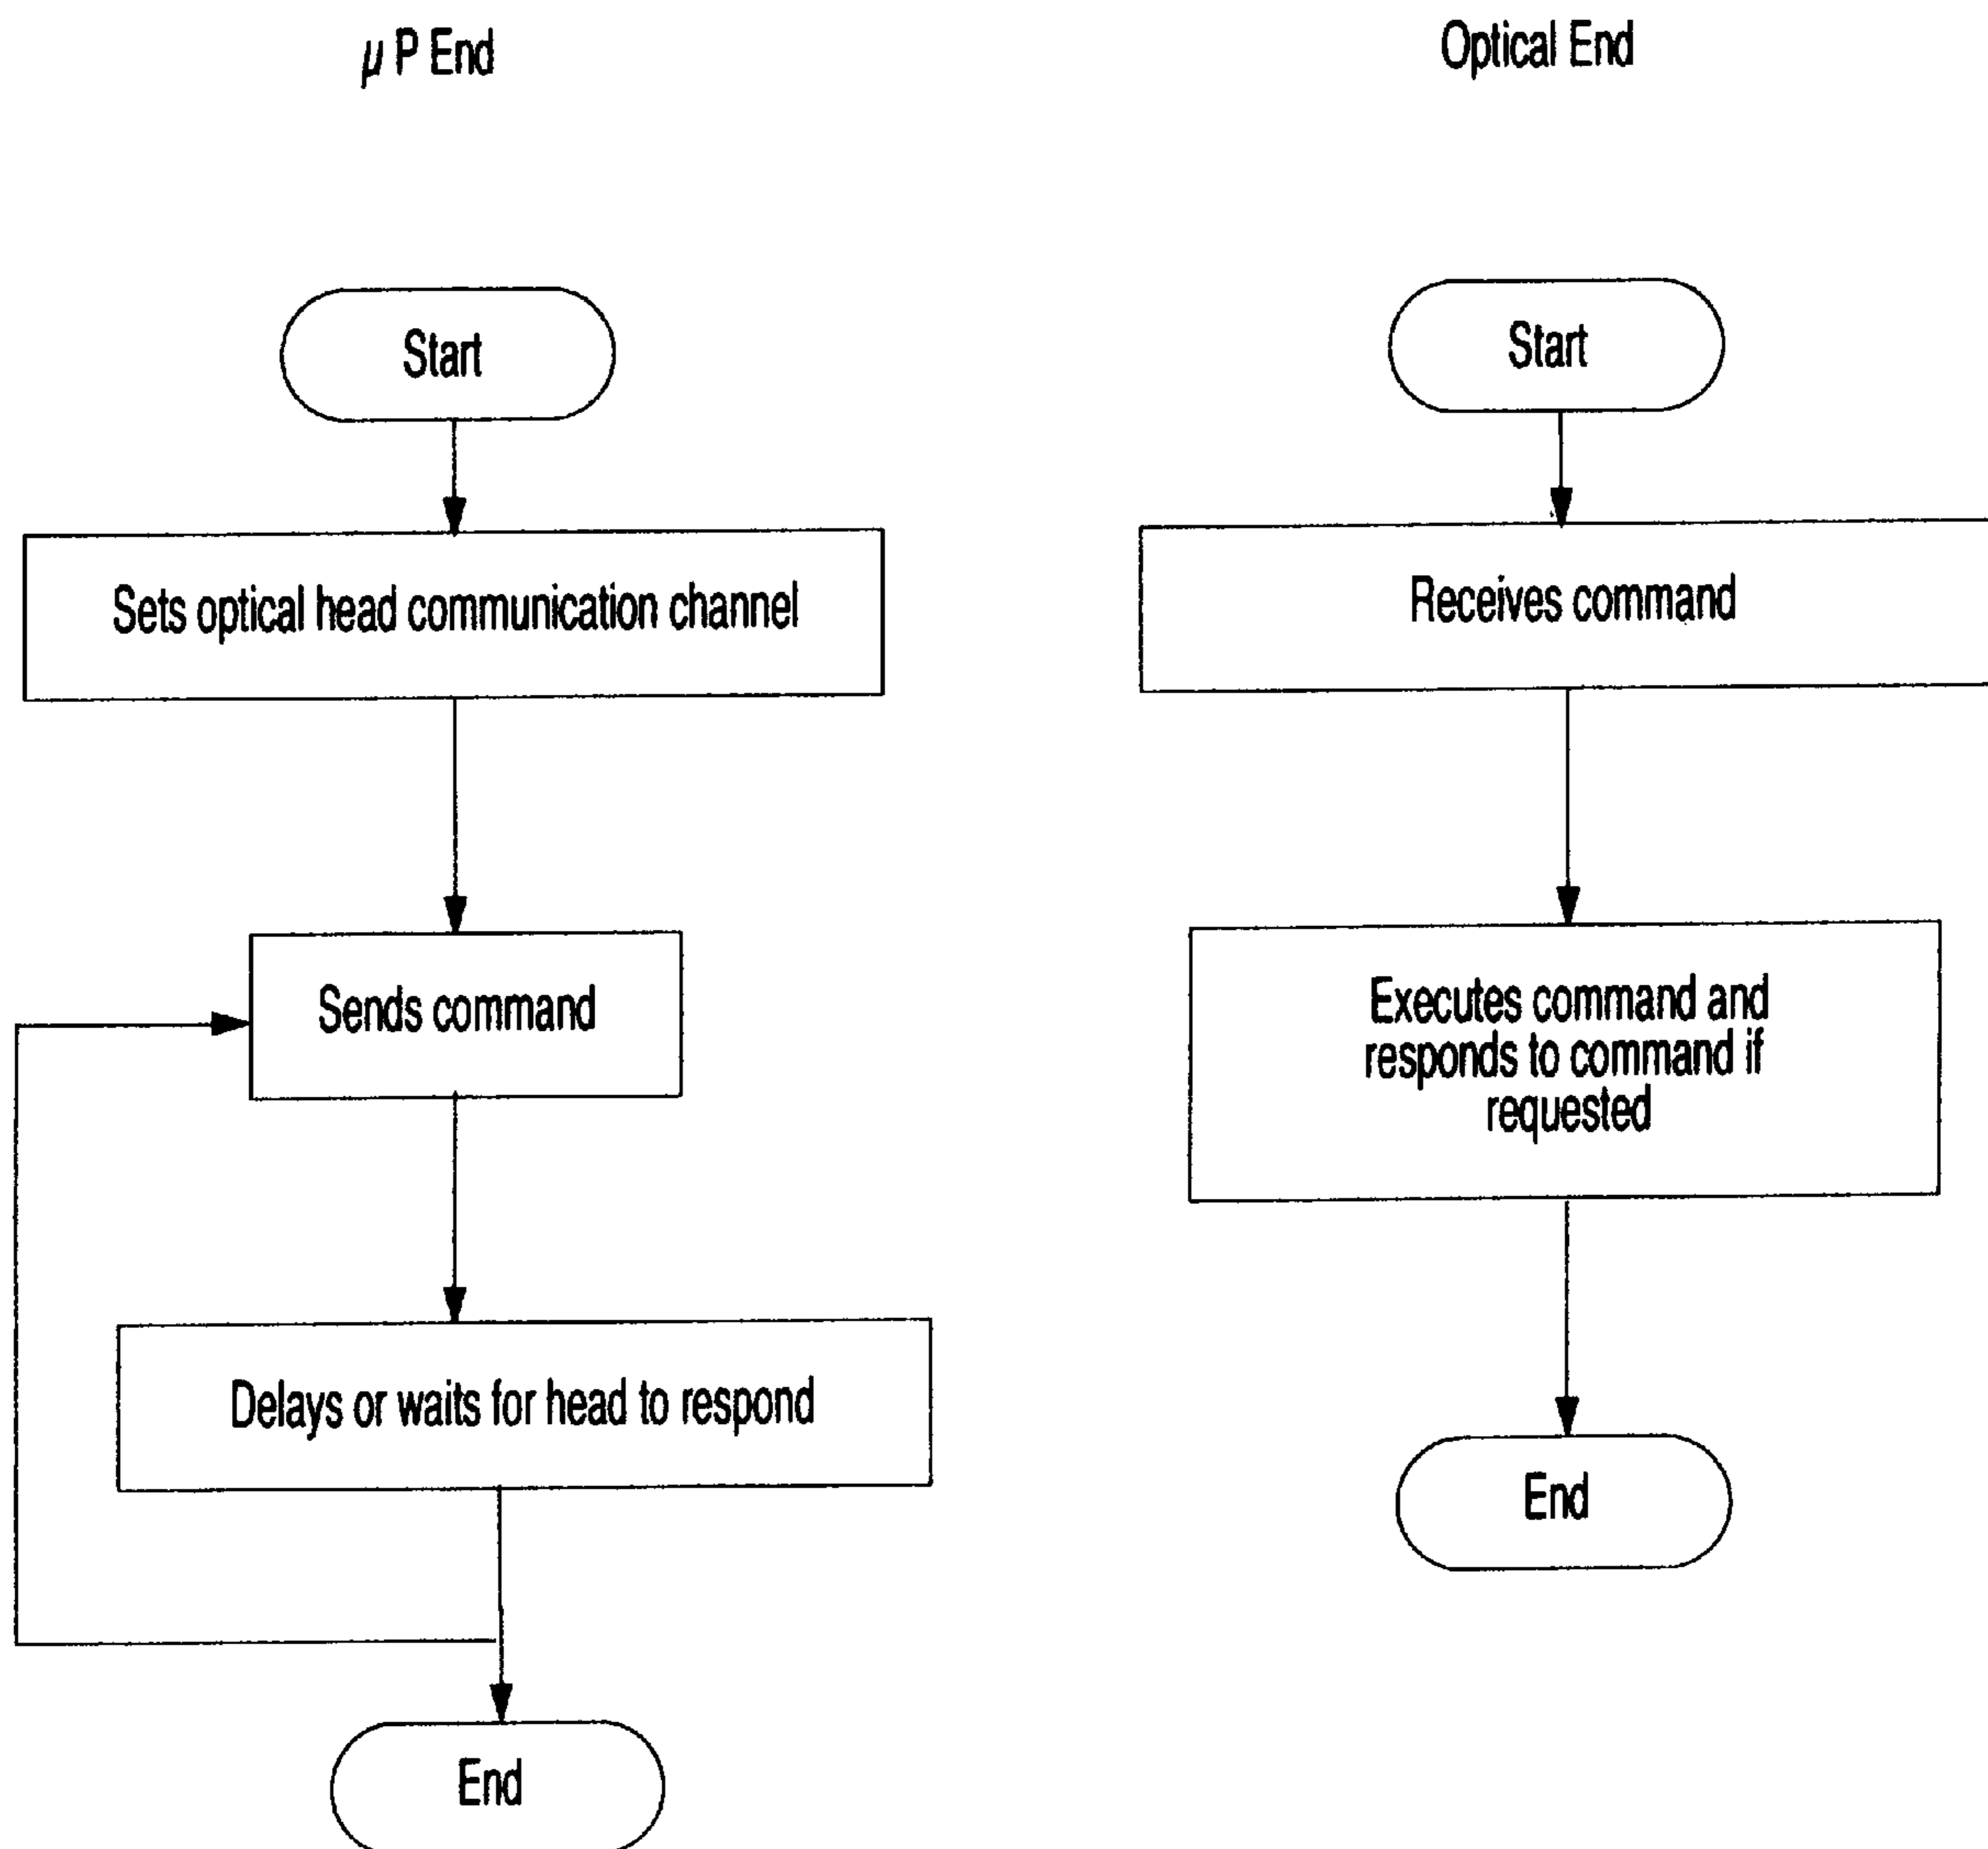 μ P End
Start
Sets optical head communication channel
Sends command
Delays or waits for head to respond
End
Optical End
Start
Receives command
Executes command and
responds to command if
requested
End